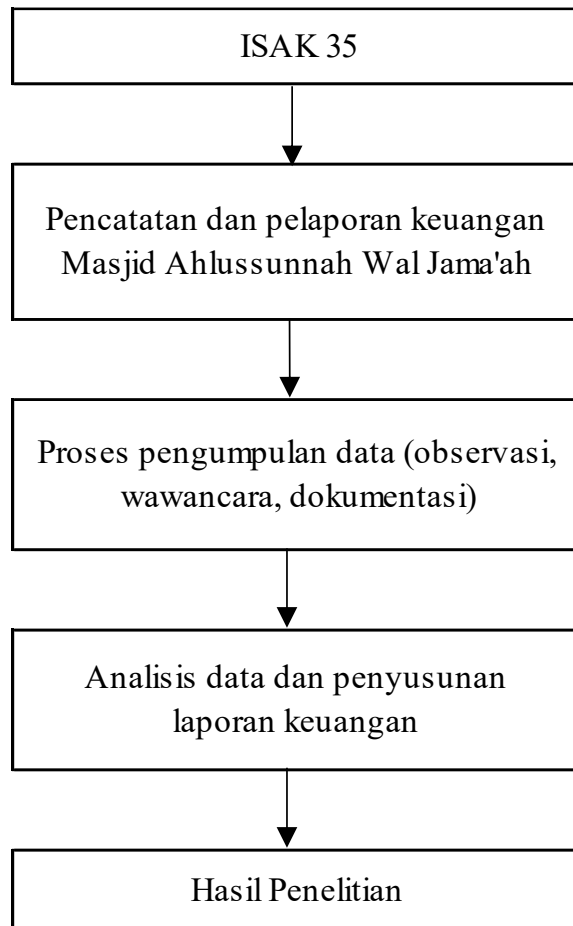 ISAK 35
Pencatatan dan pelaporan keuangan
Masjid Ahlussunnah Wal Jama'ah
Proses pengumpulan data (observasi,
wawancara, dokumentasi)
Analisis data dan penyusunan
laporan keuangan
Hasil Penelitian